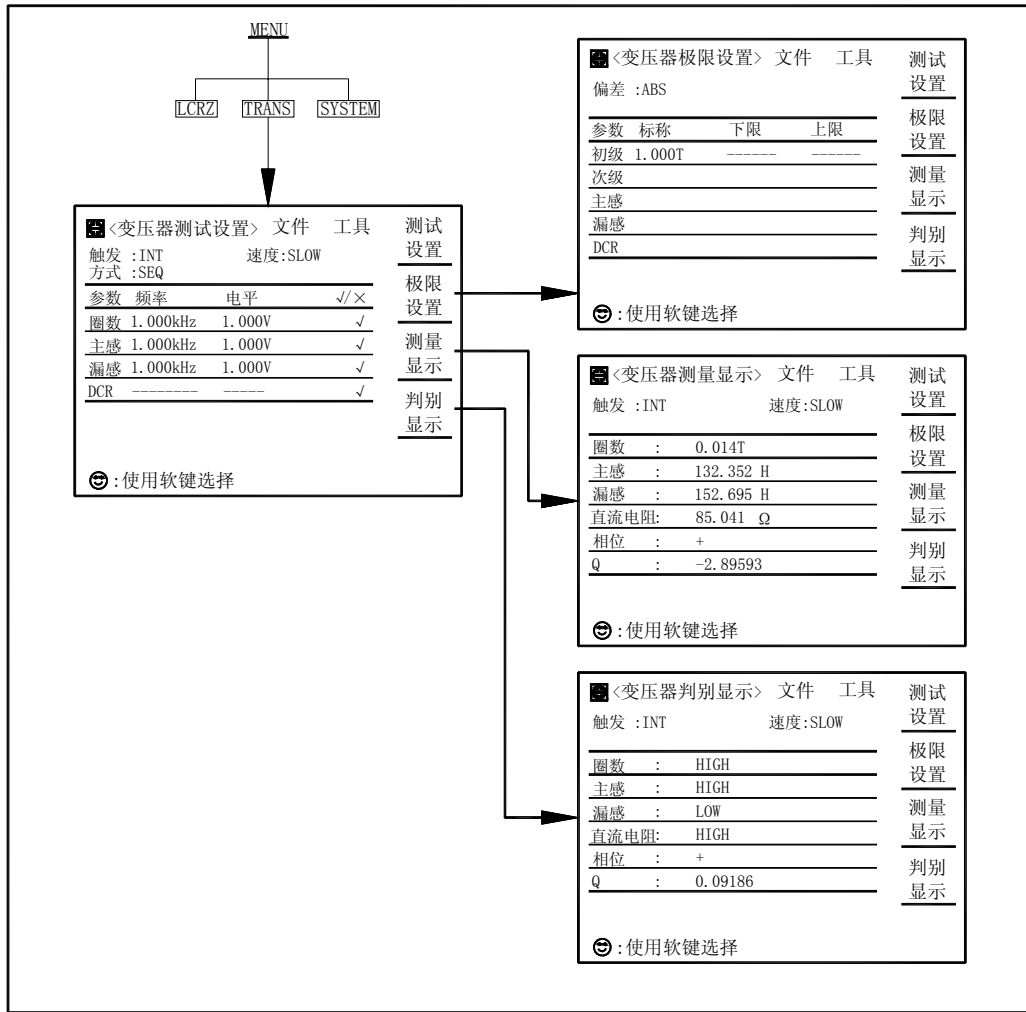 MENU
LCRZ TRANS SYSTEM
<变压器测试设置> 文件 工具
触发 :INT 速度:SLOW
方式 :SEQ
参数 频率 电平 √/×
圈数 1.000kHz 1.000V √
主感 1.000kHz 1.000V √
漏感 1.000kHz 1.000V √
DCR -------- ----- √
:使用软键选择
测试
设置
极限
设置
测量
显示
判别
显示
<变压器极限设置> 文件 工具
偏差 :ABS
参数 标称 下限 上限
初级 1.000T ------ ------
次级
主感
漏感
DCR
:使用软键选择
测试
设置
极限
设置
测量
显示
判别
显示
<变压器测量显示> 文件 工具
触发 :INT 速度:SLOW
圈数 : 0.014T
主感 : 132.352 H
漏感 : 152.695 H
直流电阻: 85.041 Ω
相位 : +
Q : -2.89593
:使用软键选择
测试
设置
极限
设置
测量
显示
判别
显示
<变压器判别显示> 文件 工具
触发 :INT 速度:SLOW
圈数 : HIGH
主感 : HIGH
漏感 : LOW
直流电阻: HIGH
相位 : +
Q : 0.09186
:使用软键选择
测试
设置
极限
设置
测量
显示
判别
显示